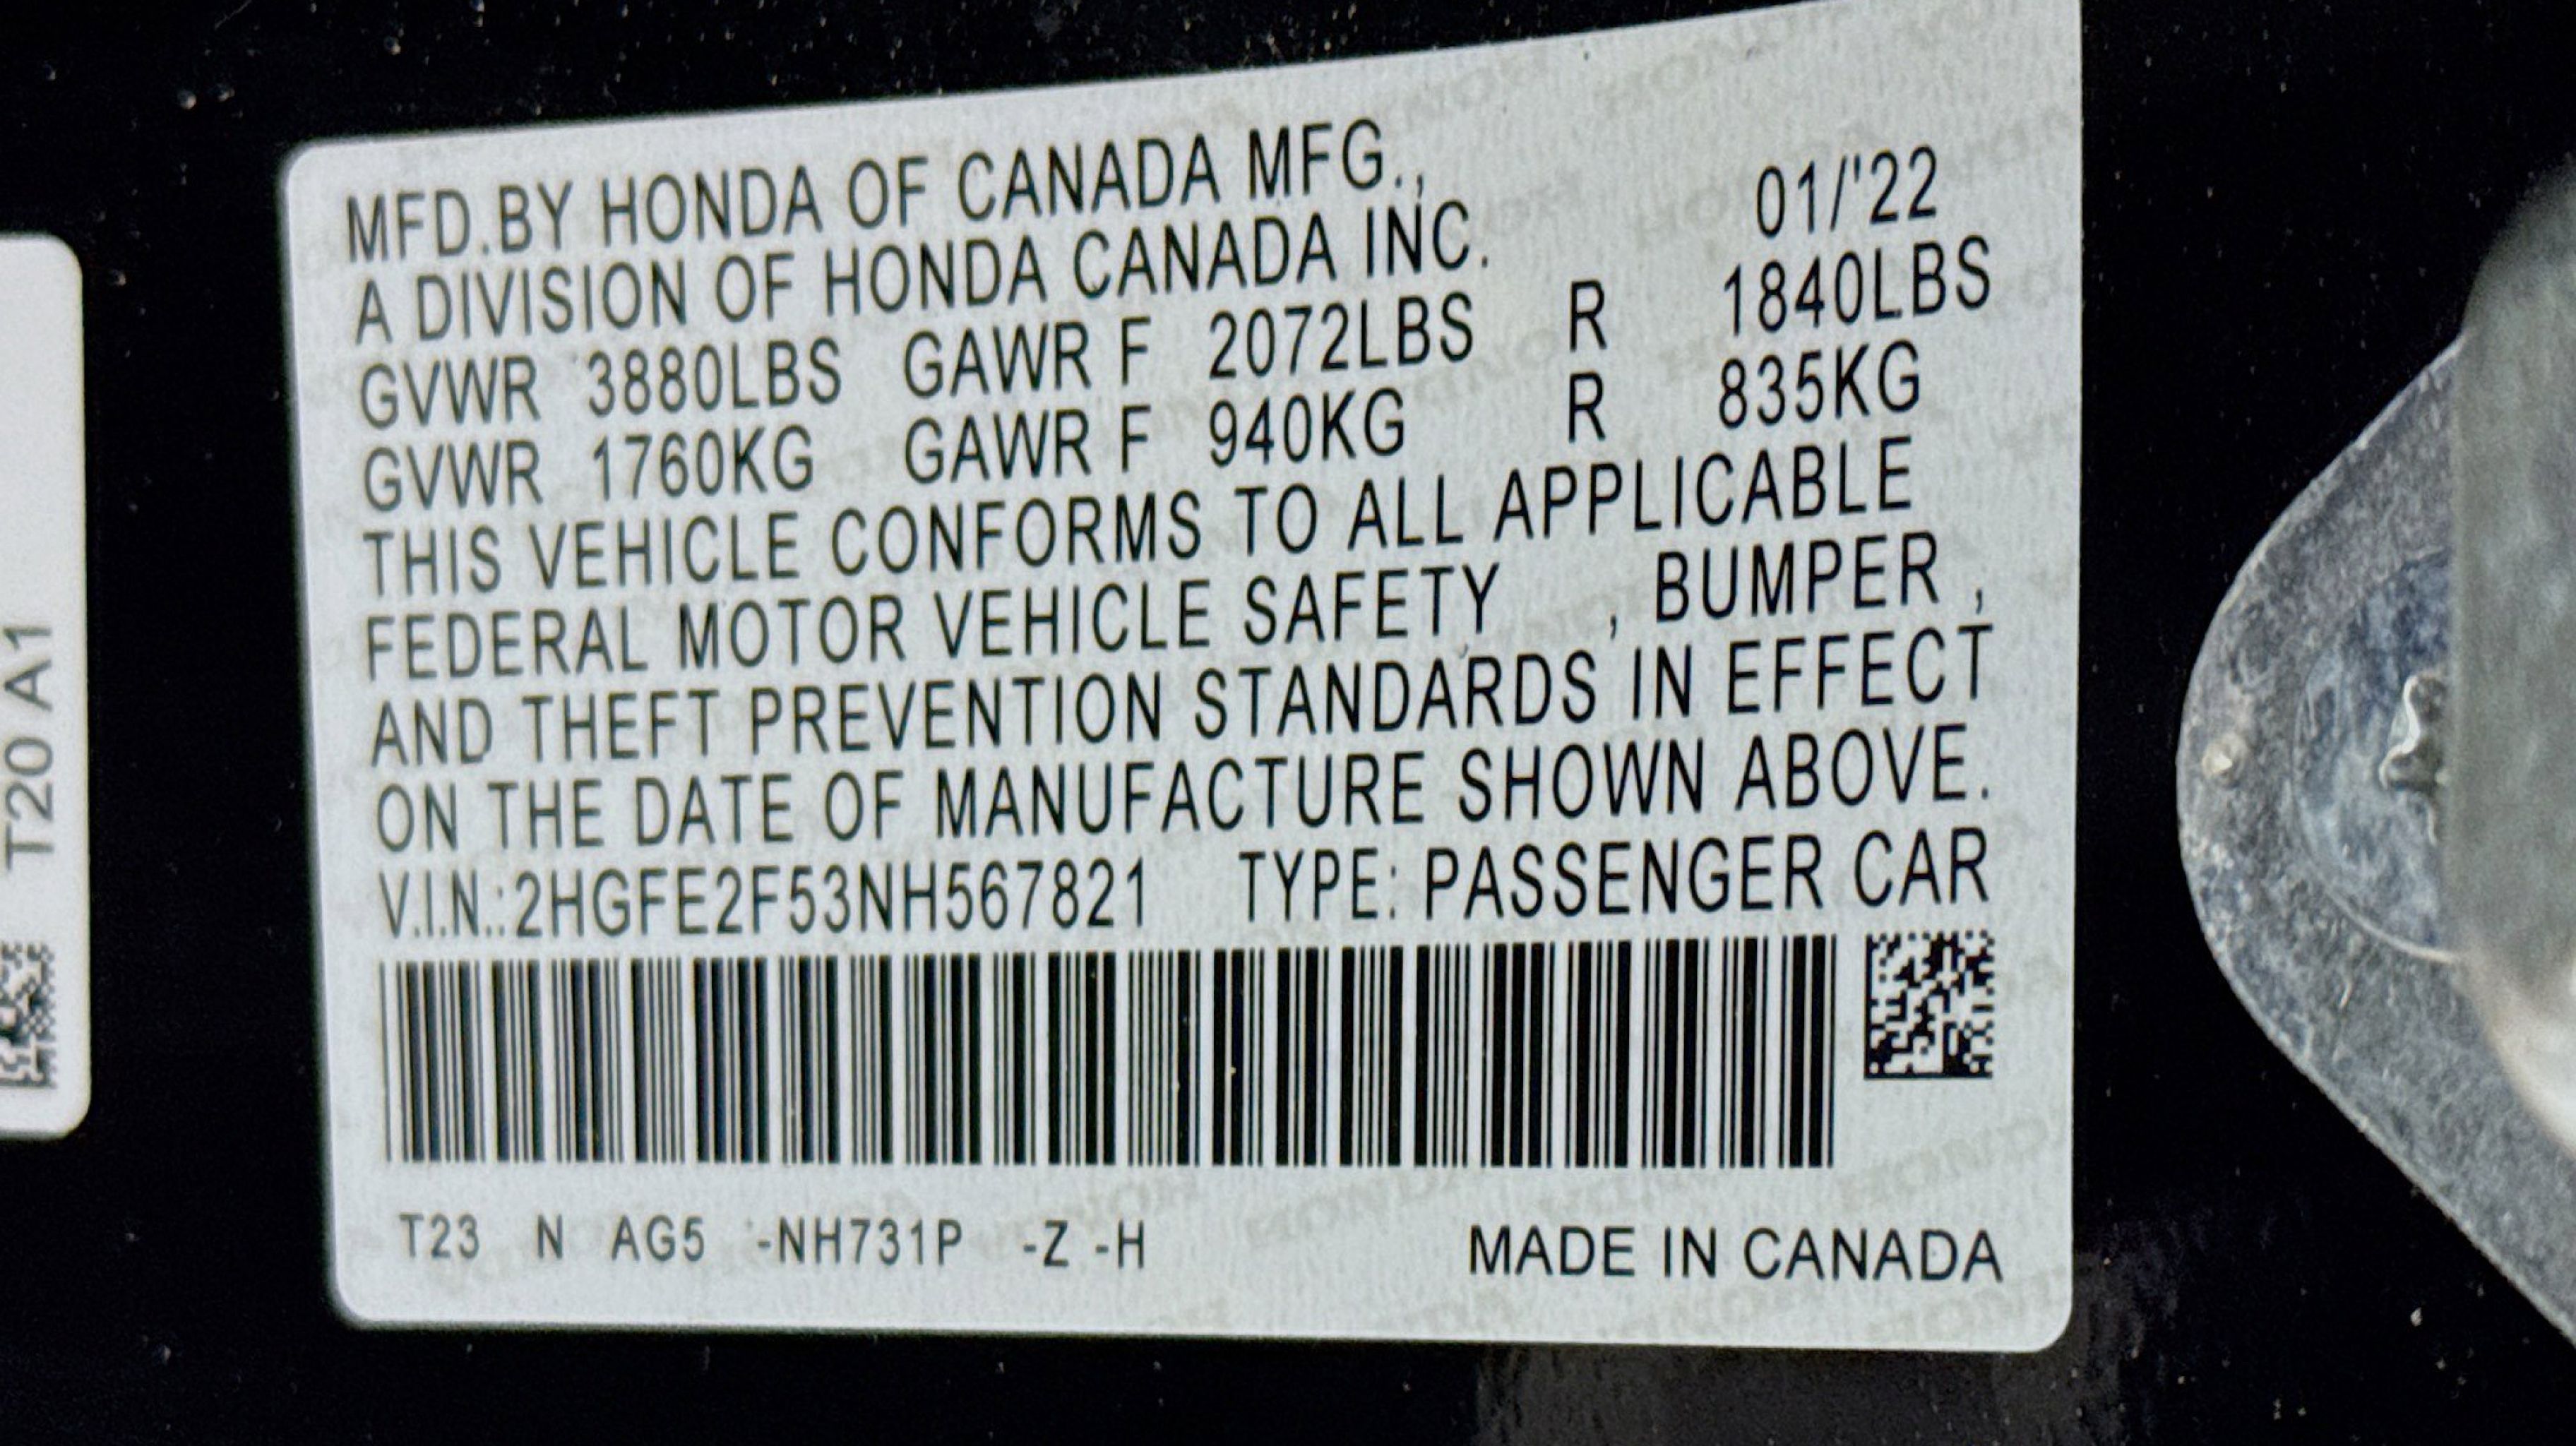 MFD.BY HONDA OF CANADA MFG.,
A DIVISION OF HONDA CANADA INC. 01/'22
GVWR 3880LBS GAWR F 2072LBS R 1840LBS
GVWR 1760KG GAWR F 940KG R 835KG
THIS VEHICLE CONFORMS TO ALL APPLICABLE
FEDERAL MOTOR VEHICLE SAFETY , BUMPER ,
AND THEFT PREVENTION STANDARDS IN EFFECT
ON THE DATE OF MANUFACTURE SHOWN ABOVE.
V.I.N.:2HGFE2F53NH567821 TYPE: PASSENGER CAR
T23 N AG5 -NH731P -Z -H MADE IN CANADA
T20 A1